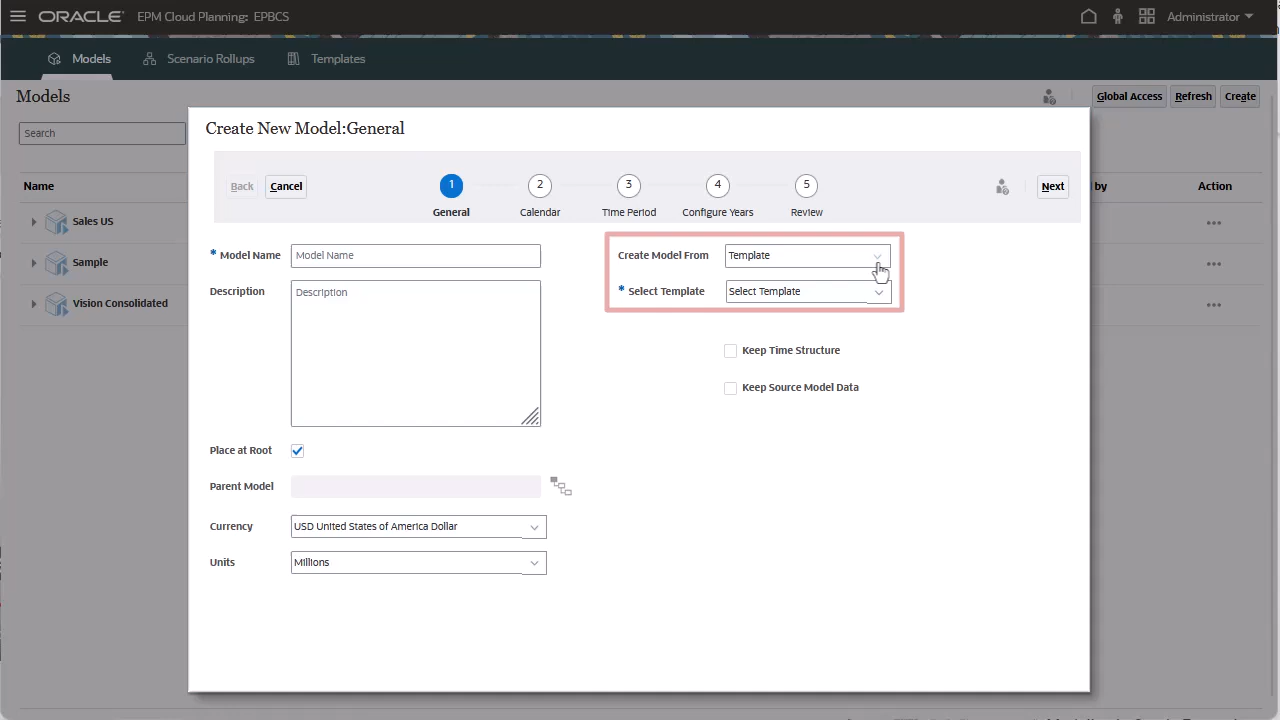 ORACLE EPM Cloud Planning: EPBCS Administrator
Models Scenario Rollups Templates
Models Global Access Refresh Create
Search
Name by Action
Sales US
Sample
Vision Consolidated
Create New Model:General
Back Cancel 1 2 3 4 5 Next
General Calendar Time Period Configure Years Review
* Model Name Model Name
Description Description
Place at Root
Parent Model
Currency USD United States of America Dollar
Units Millions
Create Model From Template
* Select Template Select Template
Keep Time Structure
Keep Source Model Data